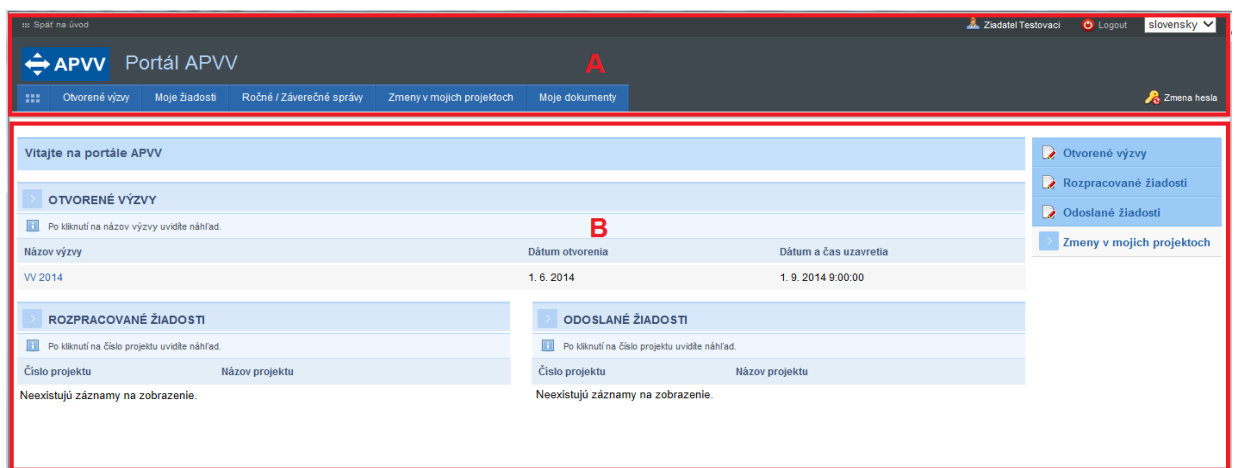 Späť na úvod
Ziadatel Testovaci Logout slovensky
APVV Portál APVV
A
Otvorené výzvy Moje žiadosti Ročné / Záverečné správy Zmeny v mojich projektoch Moje dokumenty Zmena hesla
Vitajte na portále APVV
OTVORENÉ VÝZVY
Po kliknutí na názov výzvy uvidíte náhľad.
B
Názov výzvy Dátum otvorenia Dátum a čas uzavretia
VV 2014 1. 6. 2014 1. 9. 2014 9:00:00
ROZPRACOVANÉ ŽIADOSTI
Po kliknutí na číslo projektu uvidíte náhľad.
Číslo projektu Názov projektu
Neexistujú záznamy na zobrazenie.
ODOSLANÉ ŽIADOSTI
Po kliknutí na číslo projektu uvidíte náhľad.
Číslo projektu Názov projektu
Neexistujú záznamy na zobrazenie.
Otvorené výzvy
Rozpracované žiadosti
Odoslané žiadosti
Zmeny v mojich projektoch